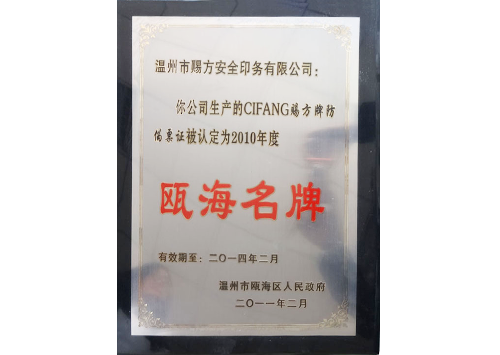 温州市赐方安全印务有限公司：
你公司生产的CIFANG赐方牌防
伪票证被认定为2010年度
瓯海名牌
有效期至：二〇一四年二月
温州市瓯海区人民政府
二〇一一年二月